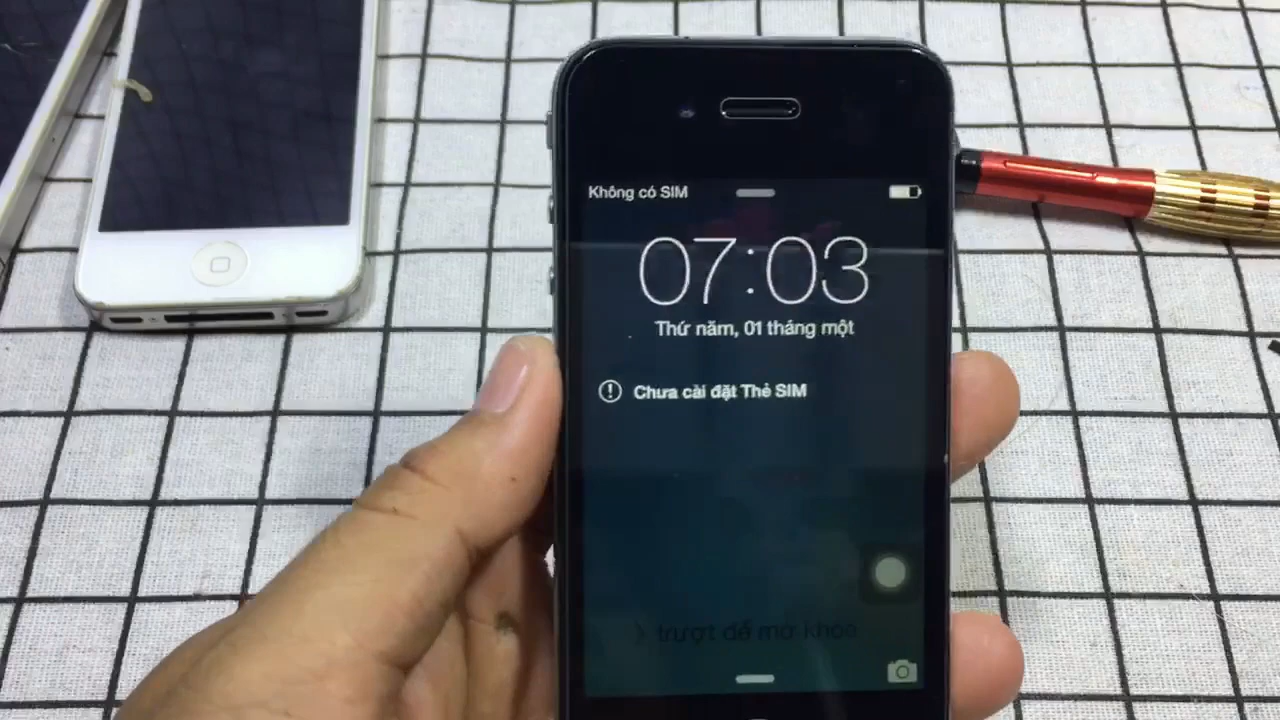 Không có SIM
07:03
Thứ năm, 01 tháng một
Chưa cài đặt Thẻ SIM
trượt để mở khóa